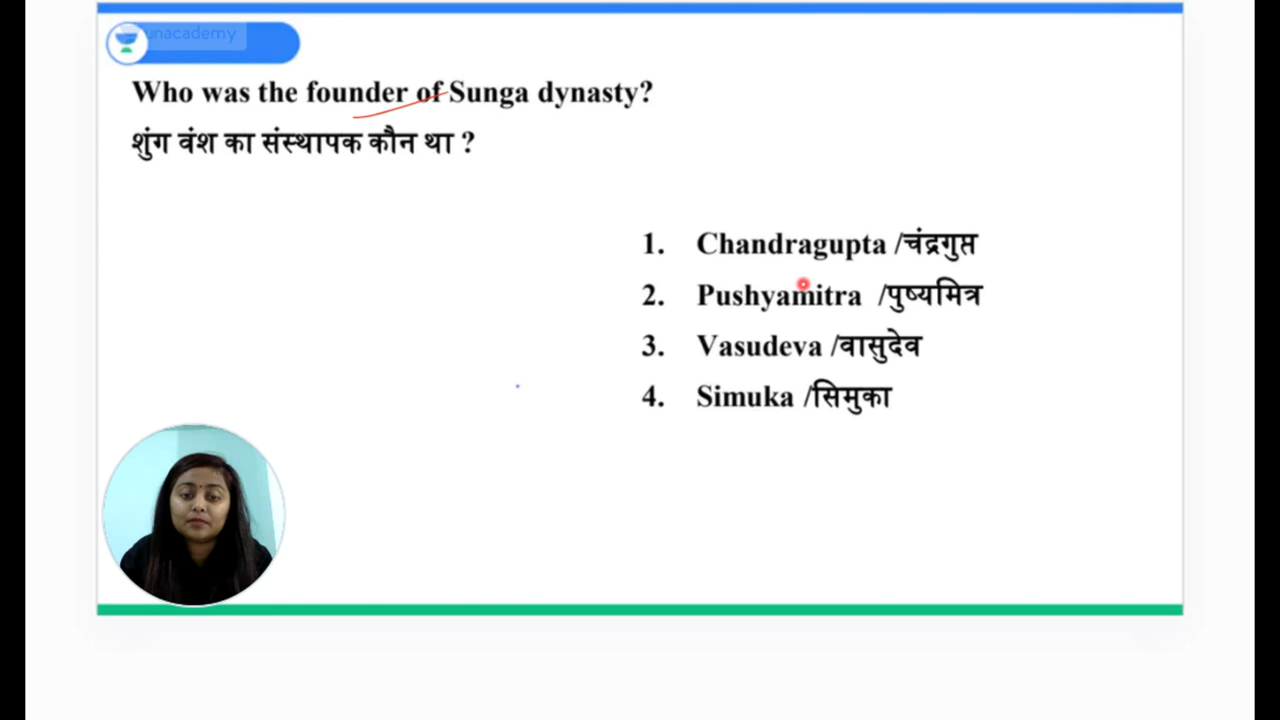 unacademy
Who was the founder of Sunga dynasty?
शुंग वंश का संस्थापक कौन था ?
1. Chandragupta /चंद्रगुप्त
2. Pushyamitra /पुष्यमित्र
3. Vasudeva /वासुदेव
4. Simuka /सिमुका